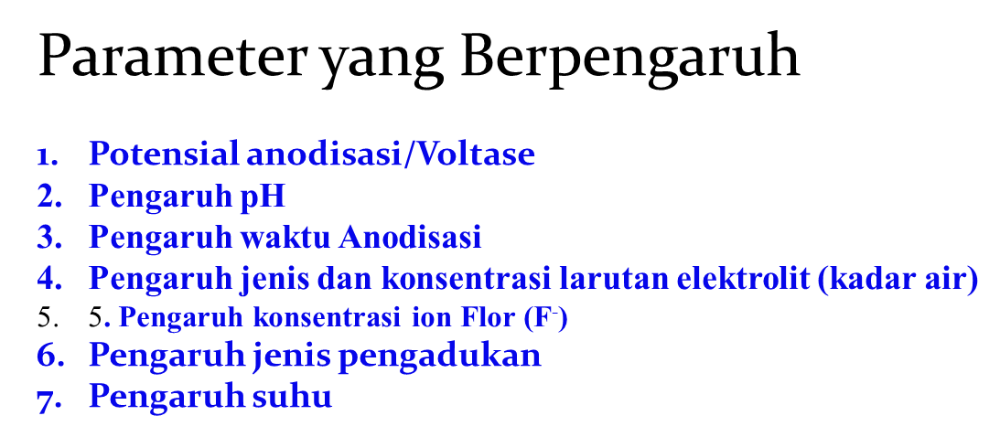 Parameter yang Berpengaruh
1. Potensial anodisasi/Voltase
2. Pengaruh pH
3. Pengaruh waktu Anodisasi
4. Pengaruh jenis dan konsentrasi larutan elektrolit (kadar air)
5. 5. Pengaruh konsentrasi ion Flor (F⁻)
6. Pengaruh jenis pengadukan
7. Pengaruh suhu